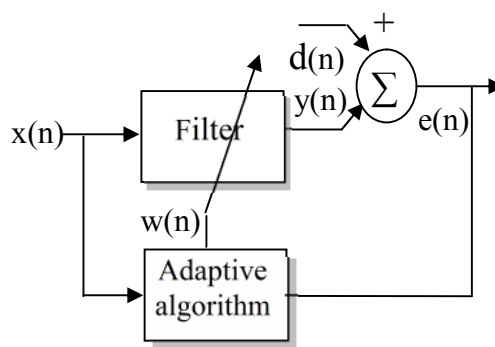 +
d(n)
y(n)
∑
e(n)
x(n)
Filter
w(n)
Adaptive
algorithm